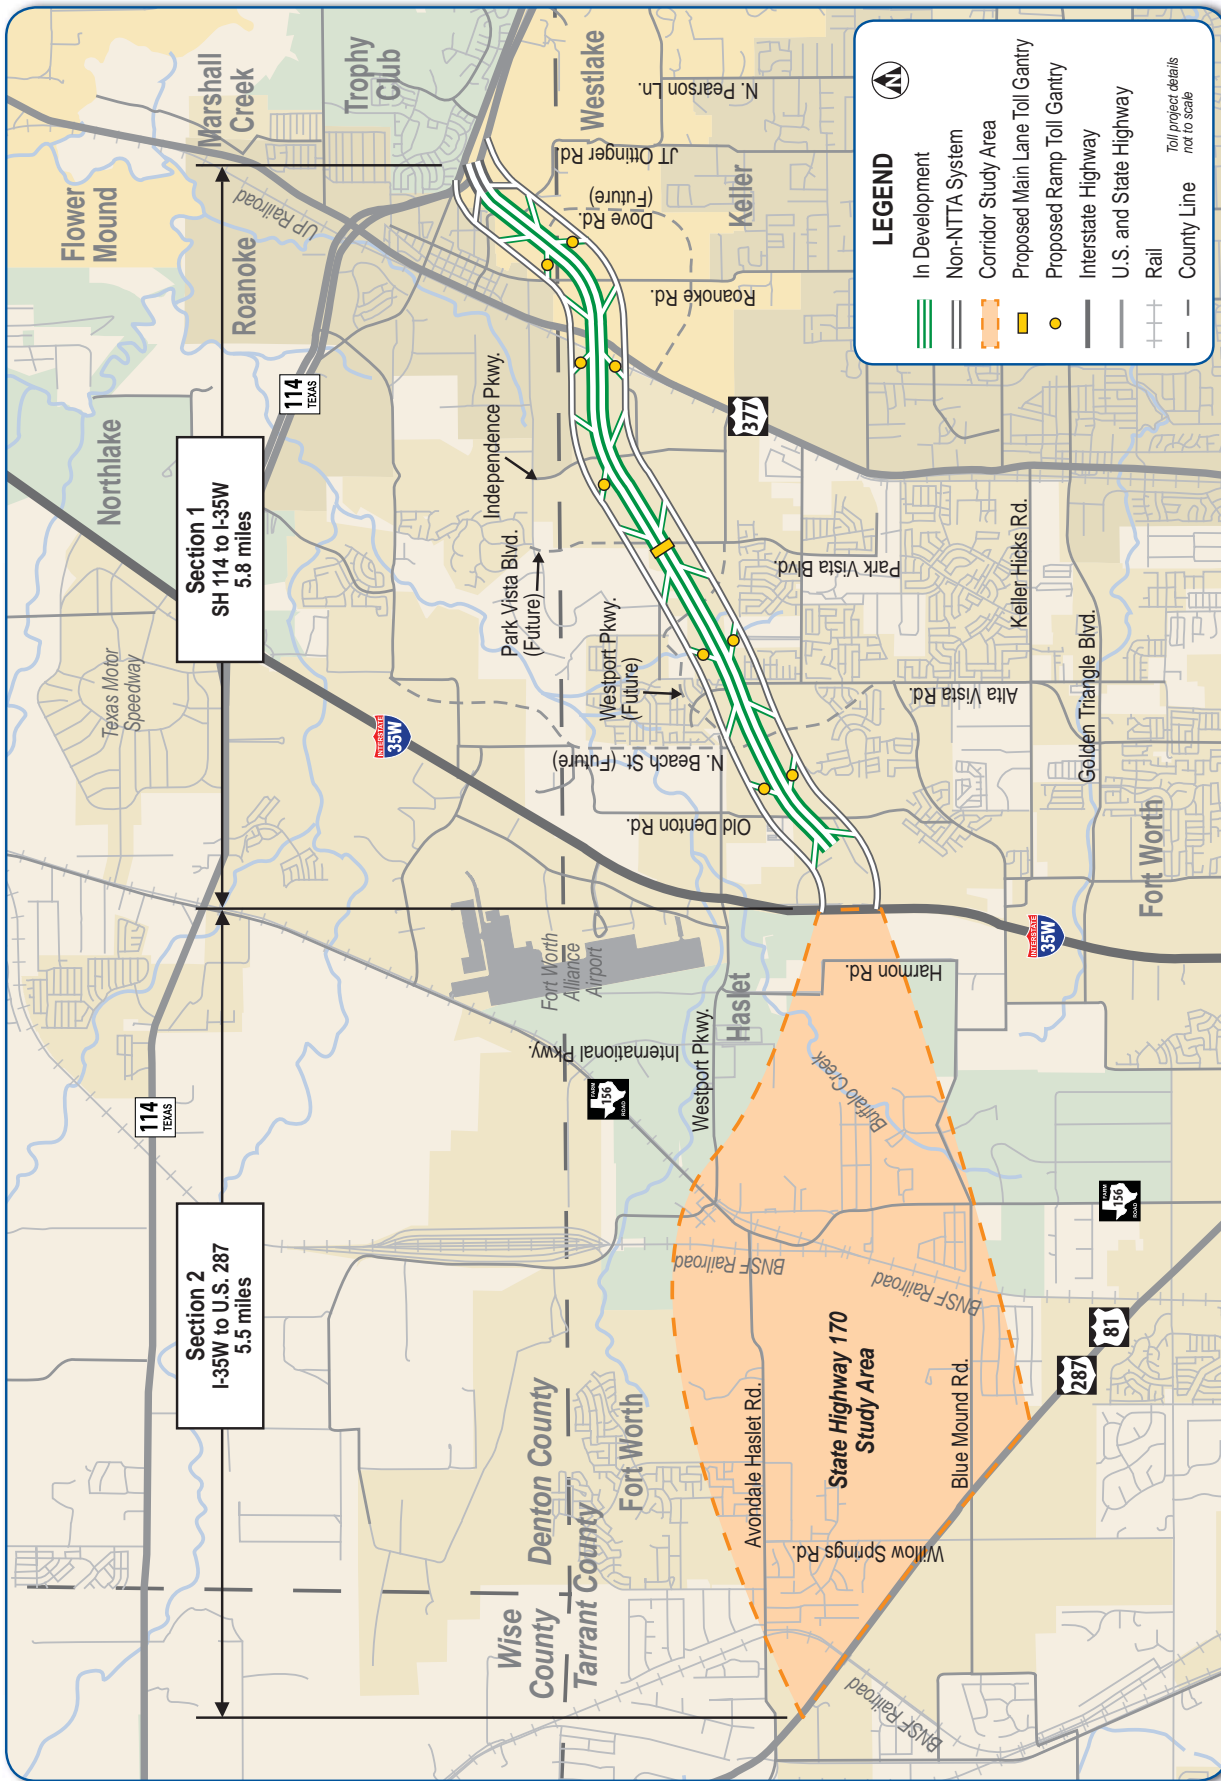 Flower
Mound
Marshall
Creek
Trophy
Club
Westlake
N. Pearson Ln.
JT Ottinger Rd.
Dove Rd.
(Future)
Keller
Roanoke
UP Railroad
Roanoke Rd.
Northlake
114
TEXAS
Section 1
SH 114 to I-35W
5.8 miles
Independence Pkwy.
377
Park Vista Blvd.
(Future)
Park Vista Blvd.
Keller Hicks Rd.
Westport Pkwy.
(Future)
Alta Vista Rd.
Golden Triangle Blvd.
Texas Motor
Speedway
INTERSTATE
35W
N. Beach St. (Future)
Old Denton Rd.
Fort Worth
INTERSTATE
35W
Fort Worth
Alliance
Airport
Haslet
Harmon Rd.
International Pkwy.
Westport Pkwy.
Buffalo Creek
FARM
156
ROAD
114
TEXAS
Section 2
I-35W to U.S. 287
5.5 miles
BNSF Railroad
BNSF Railroad
FARM
156
ROAD
81
287
State Highway 170
Study Area
Avondale Haslet Rd.
Blue Mound Rd.
Denton County
Fort Worth
Willow Springs Rd.
Wise
County
Tarrant County
BNSF Railroad
LEGEND
N
In Development
Non-NTTA System
Corridor Study Area
Proposed Main Lane Toll Gantry
Proposed Ramp Toll Gantry
Interstate Highway
U.S. and State Highway
Rail
County Line
Toll project details
not to scale